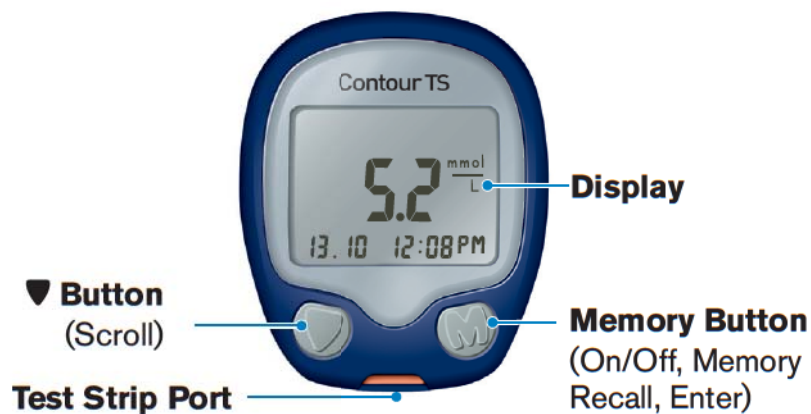 Contour TS
5.2 mmol
L
13.10 12:08PM
Display
▼ Button
(Scroll)
M
Memory Button
(On/Off, Memory
Recall, Enter)
Test Strip Port